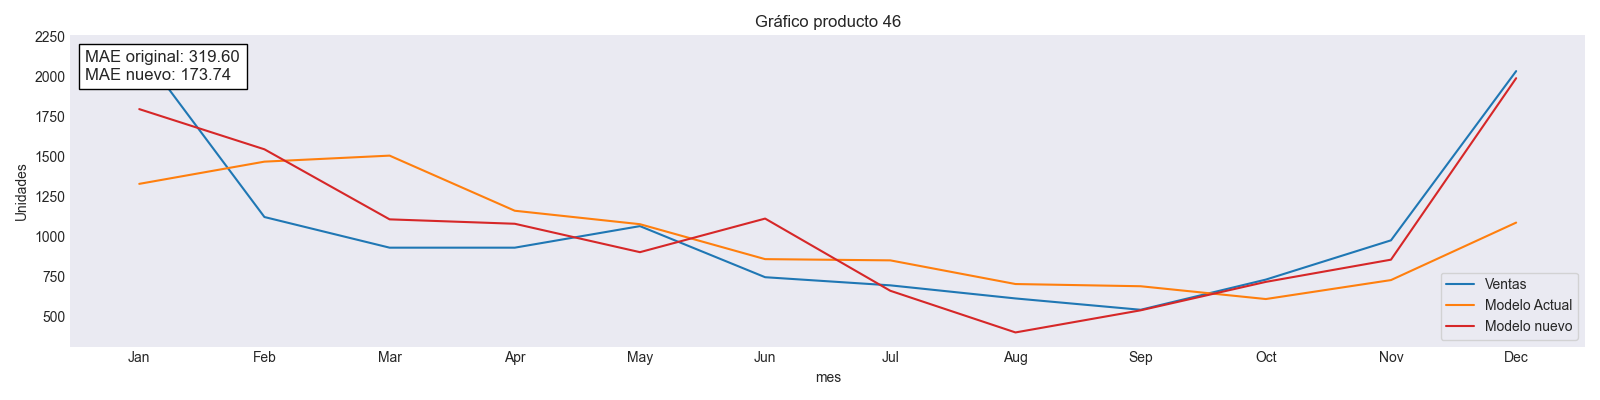 Gráfico producto 46
MAE original: 319.60
MAE nuevo: 173.74
Unidades
2250
2000
1750
1500
1250
1000
750
500
Jan Feb Mar Apr May Jun Jul Aug Sep Oct Nov Dec
mes
Ventas
Modelo Actual
Modelo nuevo